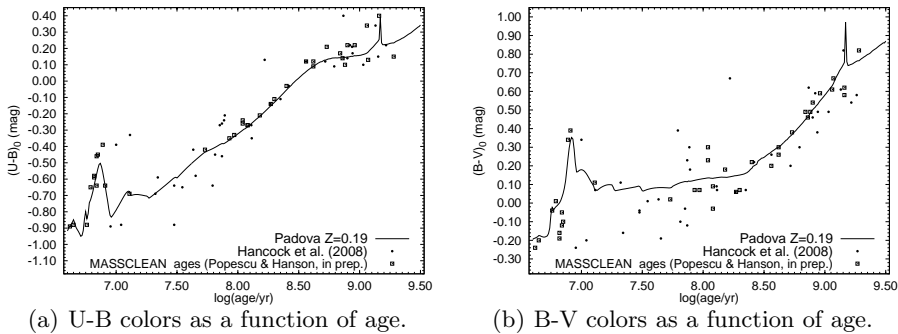 0.40
0.30
0.20
0.10
0.00
-0.10
-0.20
-0.30
-0.40
-0.50
-0.60
-0.70
-0.80
-0.90
-1.00
-1.10
(U-B)0 (mag)
Padova Z=0.19
Hancock et al. (2008)
MASSCLEAN ages (Popescu & Hanson, in prep.)
7.00 7.50 8.00 8.50 9.00 9.50
log(age/yr)
(a) U-B colors as a function of age.
1.00
0.90
0.80
0.70
0.60
0.50
0.40
0.30
0.20
0.10
0.00
-0.10
-0.20
-0.30
(B-V)0 (mag)
Padova Z=0.19
Hancock et al. (2008)
MASSCLEAN ages (Popescu & Hanson, in prep.)
7.00 7.50 8.00 8.50 9.00 9.50
log(age/yr)
(b) B-V colors as a function of age.